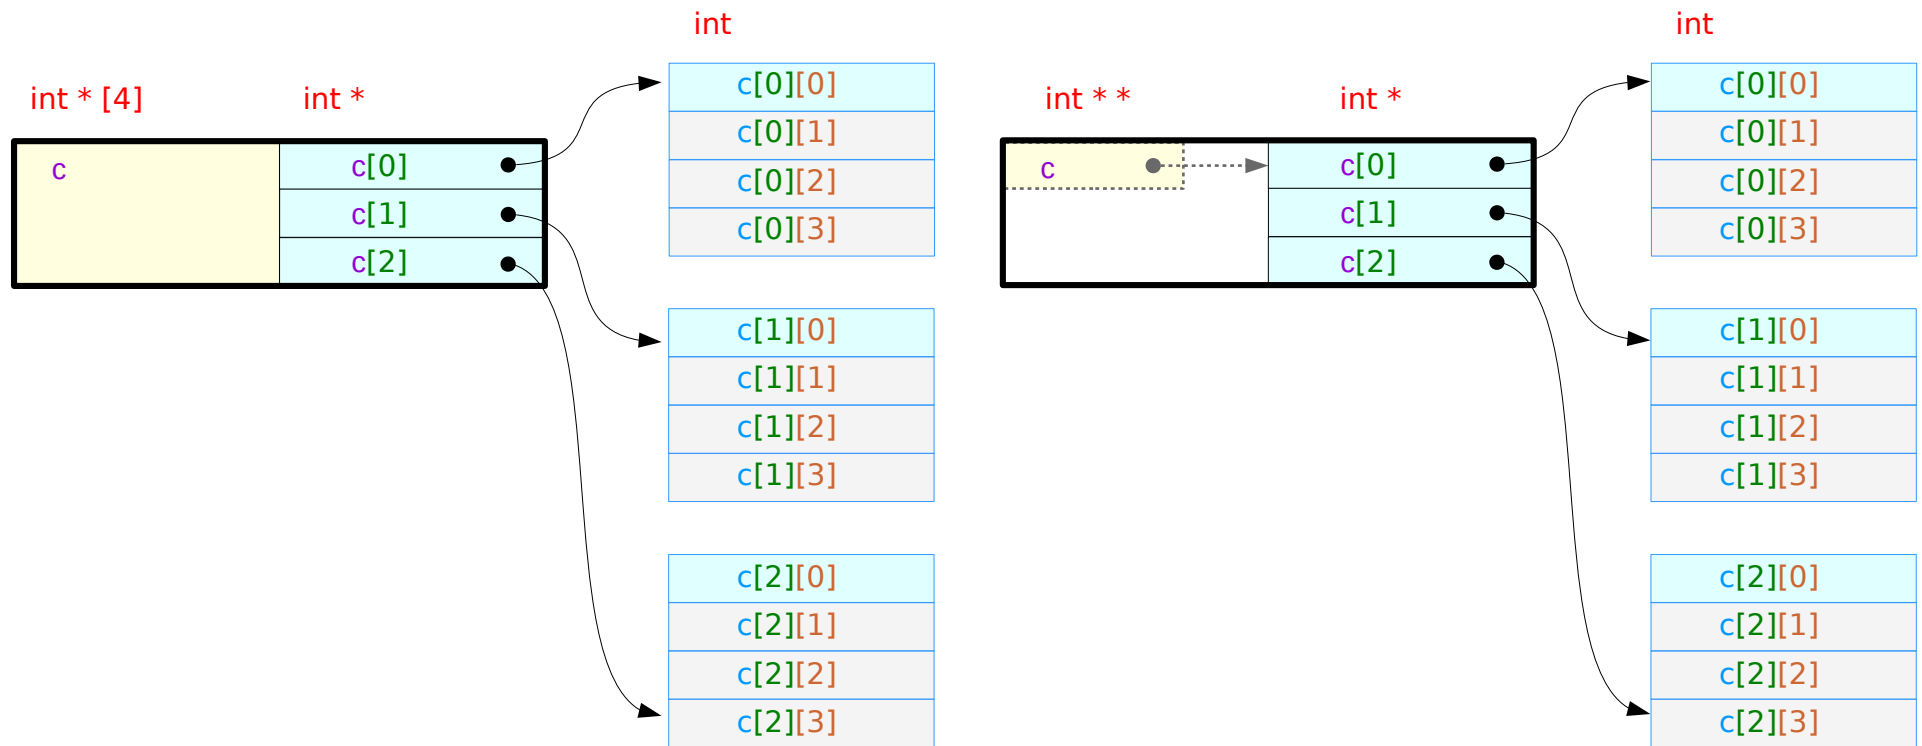 int
int * [4]
int *
c
c[0]
c[1]
c[2]
c[0][0]
c[0][1]
c[0][2]
c[0][3]
c[1][0]
c[1][1]
c[1][2]
c[1][3]
c[2][0]
c[2][1]
c[2][2]
c[2][3]
int
int * *
int *
c
c[0]
c[1]
c[2]
c[0][0]
c[0][1]
c[0][2]
c[0][3]
c[1][0]
c[1][1]
c[1][2]
c[1][3]
c[2][0]
c[2][1]
c[2][2]
c[2][3]